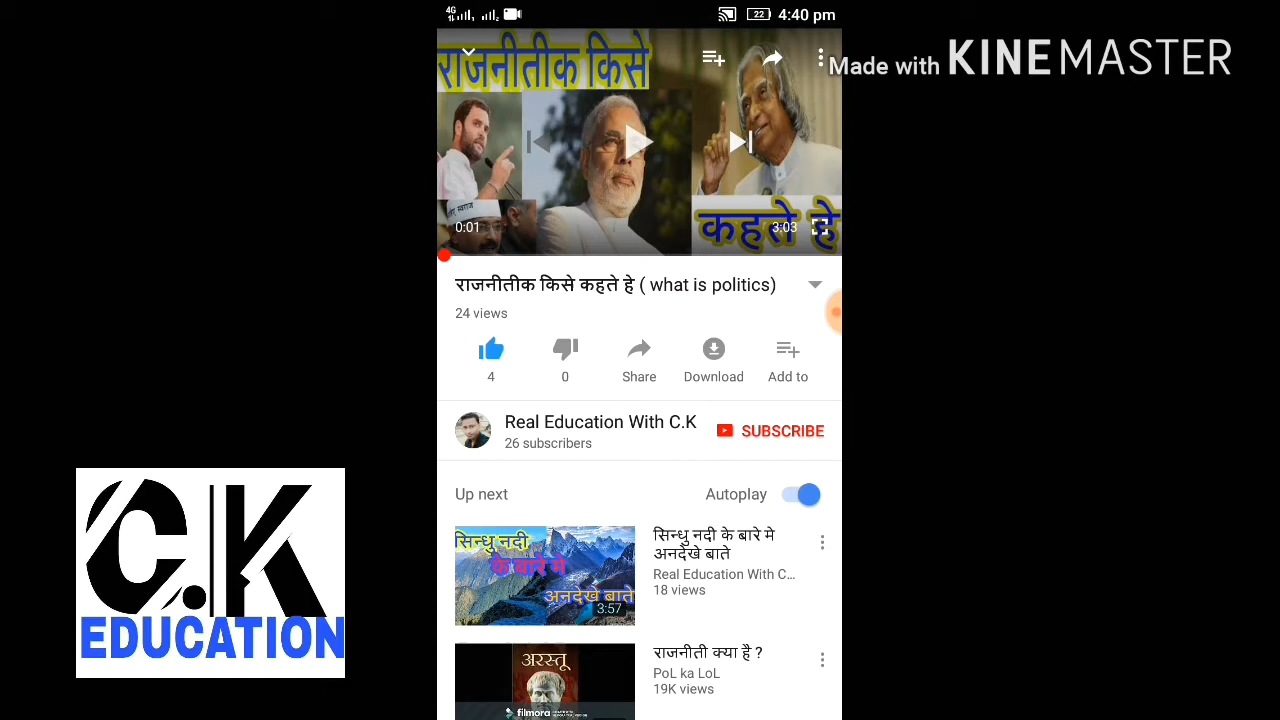 4G
22
4:40 pm
Made with KINEMASTER
राजनीतीक किसे
कहते हे
0:01
3:03
राजनीतीक किसे कहते हे ( what is politics)
24 views
4
0
Share
Download
Add to
Real Education With C.K
26 subscribers
SUBSCRIBE
Up next
Autoplay
सिन्धु नदी
के बारे मे
अनदेखे बाते
3:57
सिन्धु नदी के बारे मे
अनदेखे बाते
Real Education With C...
18 views
अरस्तू
filmora
राजनीती क्या है ?
PoL ka LoL
19K views
C.K
EDUCATION